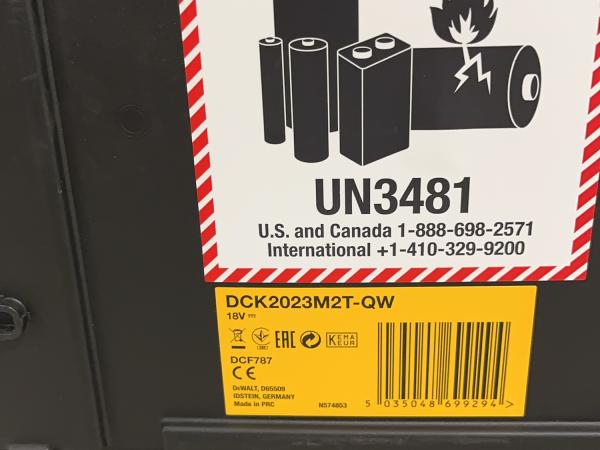 UN3481
U.S. and Canada 1-888-698-2571
International +1-410-329-9200
DCK2023M2T-QW
18V
EAC KEMA KEUR
DCF787
CE
DeWALT, D65509
IDSTEIN, GERMANY
Made in PRC N574853 5 035048 699294 >